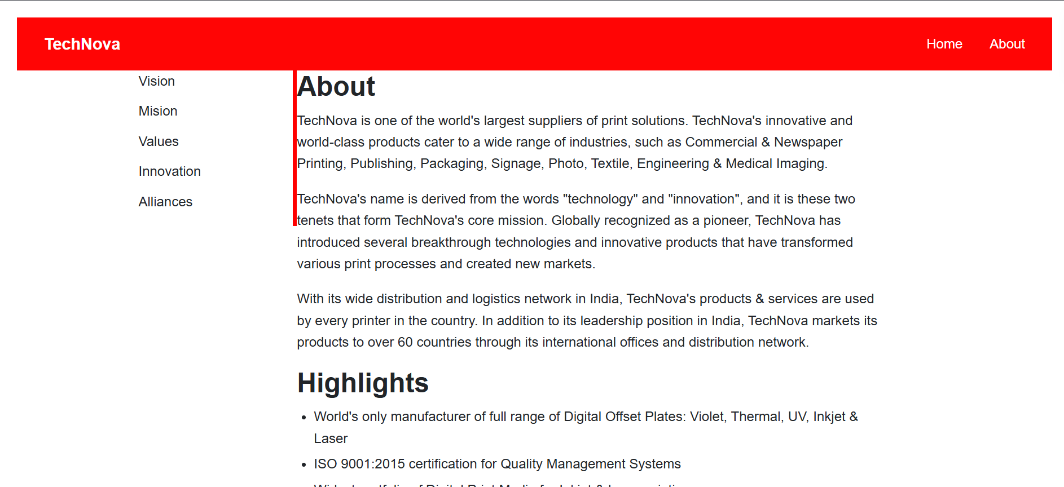 TechNova
Home
About
Vision
Mision
Values
Innovation
Alliances
About
TechNova is one of the world's largest suppliers of print solutions. TechNova's innovative and
world-class products cater to a wide range of industries, such as Commercial & Newspaper
Printing, Publishing, Packaging, Signage, Photo, Textile, Engineering & Medical Imaging.
TechNova's name is derived from the words "technology" and "innovation", and it is these two
tenets that form TechNova's core mission. Globally recognized as a pioneer, TechNova has
introduced several breakthrough technologies and innovative products that have transformed
various print processes and created new markets.
With its wide distribution and logistics network in India, TechNova's products & services are used
by every printer in the country. In addition to its leadership position in India, TechNova markets its
products to over 60 countries through its international offices and distribution network.
Highlights
• World's only manufacturer of full range of Digital Offset Plates: Violet, Thermal, UV, Inkjet &
Laser
• ISO 9001:2015 certification for Quality Management Systems